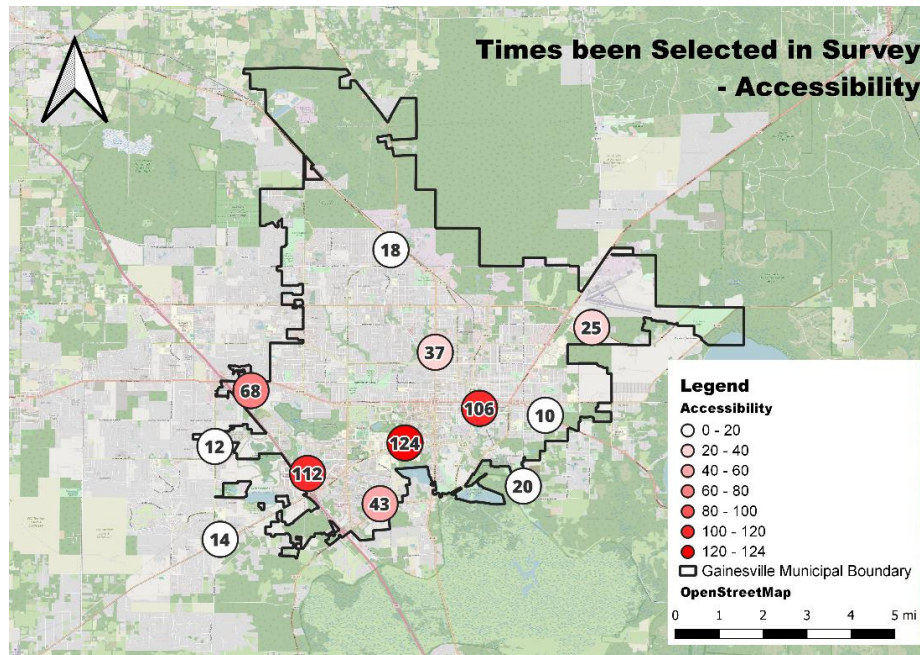 Times been Selected in Survey
- Accessibility
18
25
37
68
106
10
12
124
112
20
43
14
Legend
Accessibility
0 - 20
20 - 40
40 - 60
60 - 80
80 - 100
100 - 120
120 - 124
Gainesville Municipal Boundary
OpenStreetMap
0 1 2 3 4 5 mi